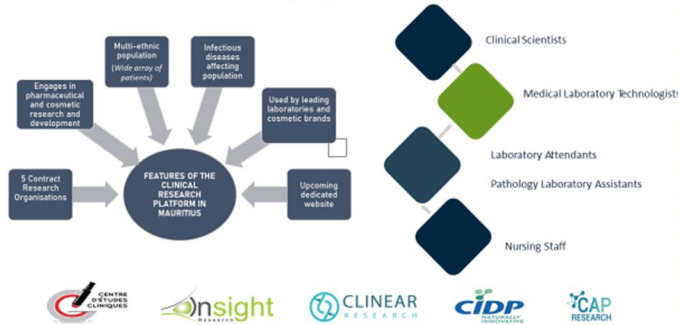 Multi-ethnic
population
(Wide array of
patients)
Infectious
diseases
affecting
population
Engages in
pharmaceutical
and cosmetic
research and
development
Used by leading
laboratories and
cosmetic brands
5 Contract
Research
Organisations
FEATURES OF THE
CLINICAL
RESEARCH
PLATFORM IN
MAURITIUS
Upcoming
dedicated
website
Clinical Scientists
Medical Laboratory Technologists
Laboratory Attendants
Pathology Laboratory Assistants
Nursing Staff
CENTRE
D'ÉTUDES
CLINIQUES
Insight
Research
CLINEAR
RESEARCH
CIDP
NATURALLY
INNOVATIVE
CAP
RESEARCH